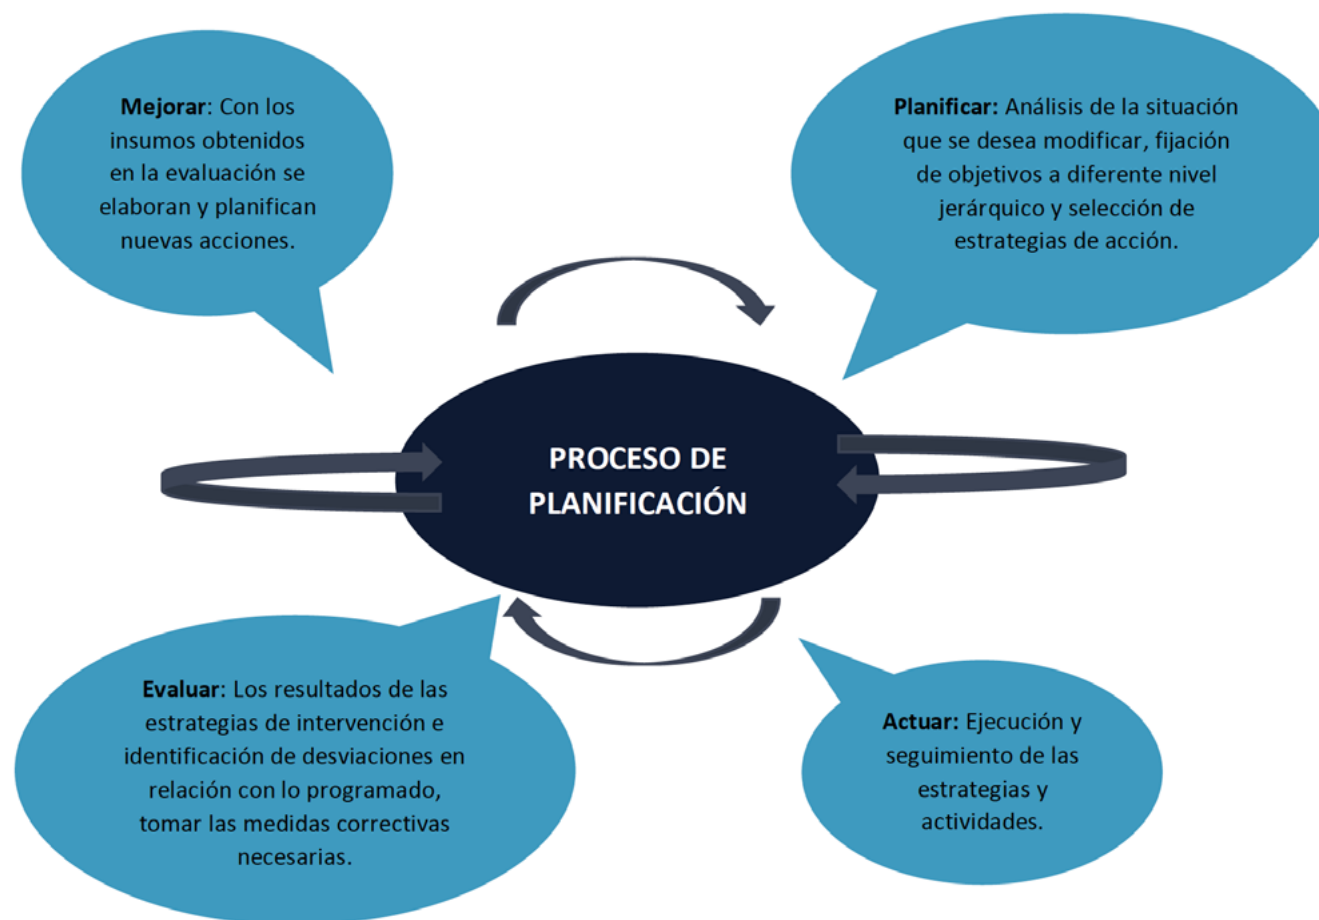 Mejorar: Con los
insumos obtenidos
en la evaluación se
elaboran y planifican
nuevas acciones.
Planificar: Análisis de la situación
que se desea modificar, fijación
de objetivos a diferente nivel
jerárquico y selección de
estrategias de acción.
PROCESO DE
PLANIFICACIÓN
Evaluar: Los resultados de las
estrategias de intervención e
identificación de desviaciones en
relación con lo programado,
tomar las medidas correctivas
necesarias.
Actuar: Ejecución y
seguimiento de las
estrategias y
actividades.